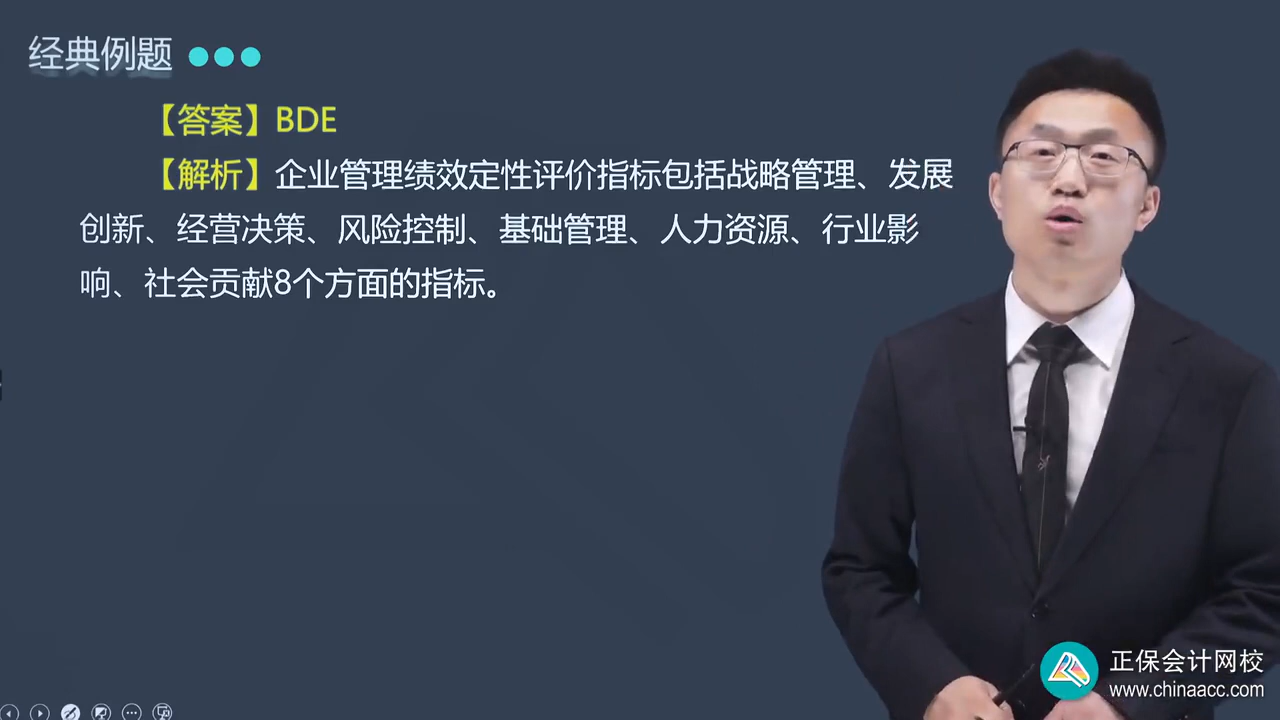 经典例题
【答案】BDE
【解析】企业管理绩效定性评价指标包括战略管理、发展
创新、经营决策、风险控制、基础管理、人力资源、行业影
响、社会贡献8个方面的指标。
正保会计网校
www.chinaacc.com